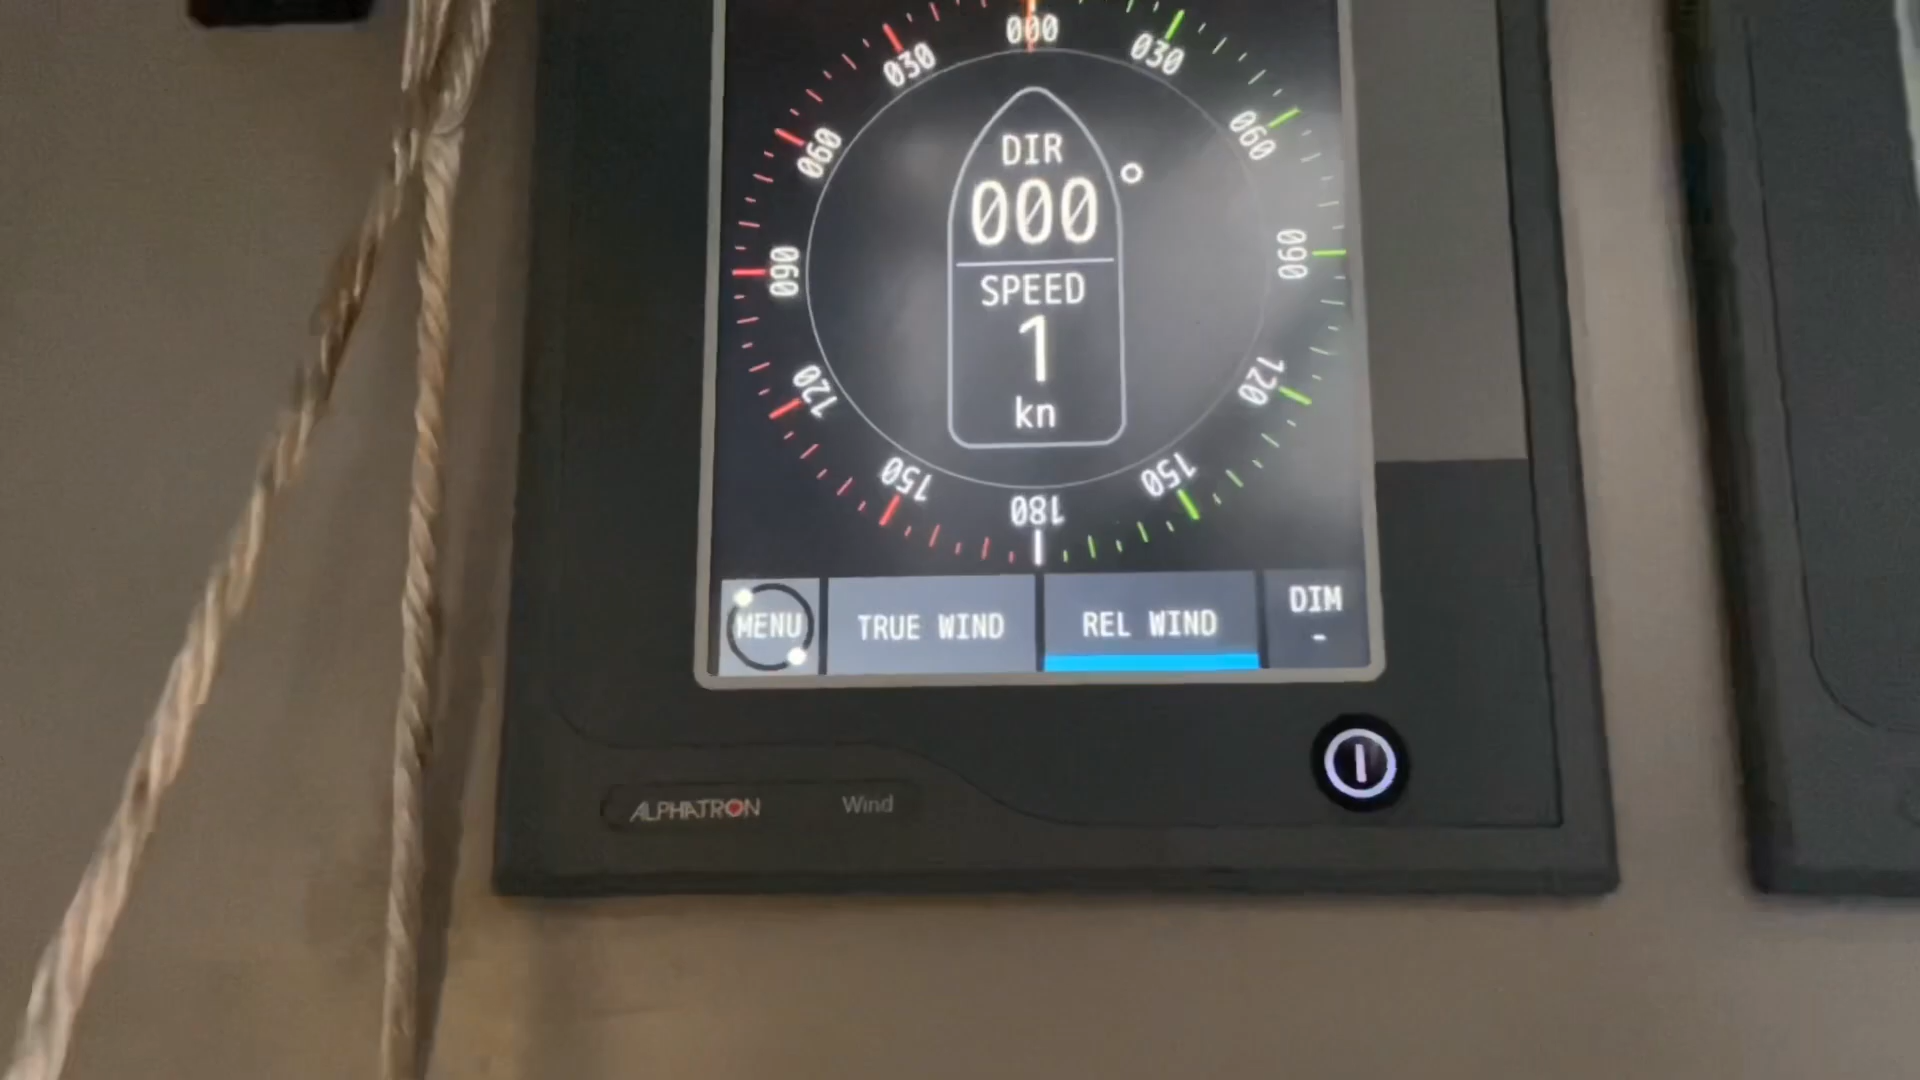 000
030
030
060
060
090
090
120
120
150
150
180
DIR
000°
SPEED
1
kn
MENU
TRUE WIND
REL WIND
DIM
-
ALPHATRON
Wind